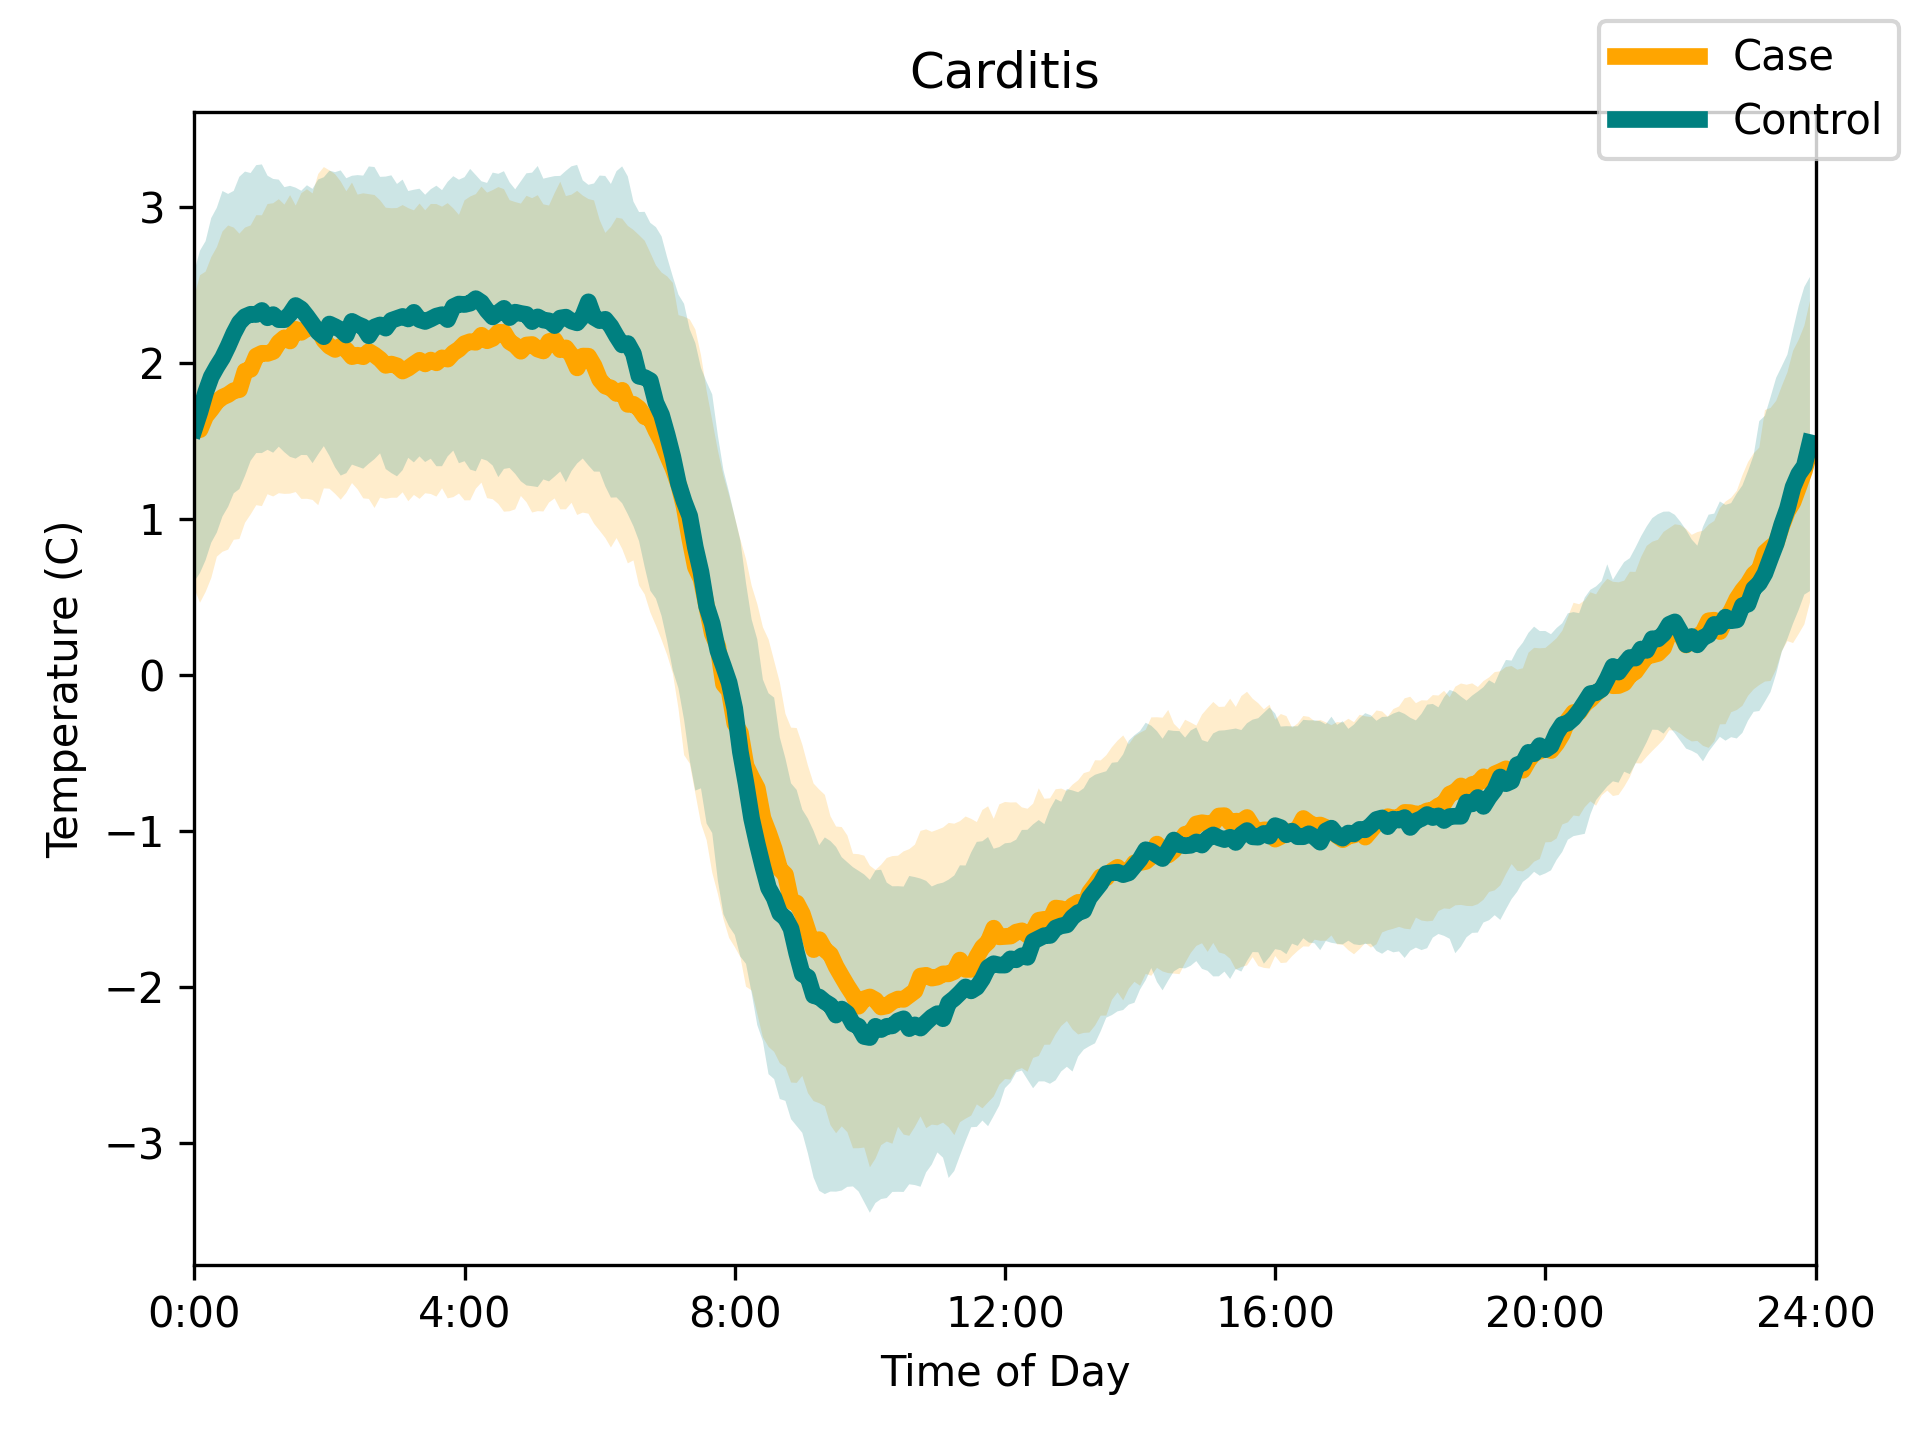 Carditis
Case
Control
Temperature (C)
3
2
1
0
−1
−2
−3
0:00 4:00 8:00 12:00 16:00 20:00 24:00
Time of Day